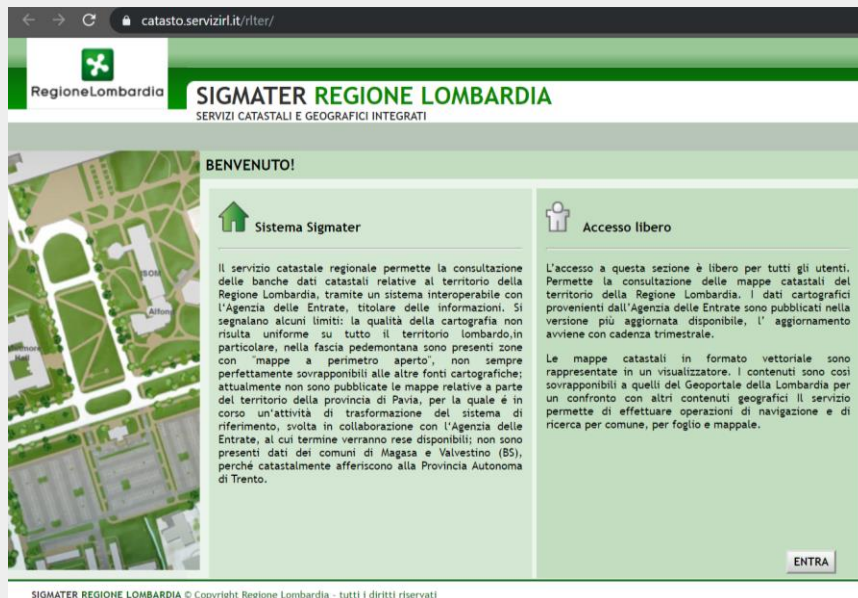 catasto.servizirl.it/rlter/
RegioneLombardia
SIGMATER REGIONE LOMBARDIA
SERVIZI CATASTALI E GEOGRAFICI INTEGRATI
BENVENUTO!
Sistema Sigmater
Il servizio catastale regionale permette la consultazione
delle banche dati catastali relative al territorio della
Regione Lombardia, tramite un sistema interoperabile con
l'Agenzia delle Entrate, titolare delle informazioni. Si
segnalano alcuni limiti: la qualità della cartografia non
risulta uniforme su tutto il territorio lombardo,in
particolare, nella fascia pedemontana sono presenti zone
con "mappe a perimetro aperto", non sempre
perfettamente sovrapponibili alle altre fonti cartografiche;
attualmente non sono pubblicate le mappe relative a parte
del territorio della provincia di Pavia, per la quale é in
corso un'attività di trasformazione del sistema di
riferimento, svolta in collaborazione con l'Agenzia delle
Entrate, al cui termine verranno rese disponibili; non sono
presenti dati dei comuni di Magasa e Valvestino (BS),
perché catastalmente afferiscono alla Provincia Autonoma
di Trento.
Accesso libero
L'accesso a questa sezione è libero per tutti gli utenti.
Permette la consultazione delle mappe catastali del
territorio della Regione Lombardia. I dati cartografici
provenienti dall'Agenzia delle Entrate sono pubblicati nella
versione più aggiornata disponibile, l' aggiornamento
avviene con cadenza trimestrale.
Le mappe catastali in formato vettoriale sono
rappresentate in un visualizzatore. I contenuti sono così
sovrapponibili a quelli del Geoportale della Lombardia per
un confronto con altri contenuti geografici Il servizio
permette di effettuare operazioni di navigazione e di
ricerca per comune, per foglio e mappale.
ENTRA
SIGMATER REGIONE LOMBARDIA © Copyright Regione Lombardia - tutti i diritti riservati